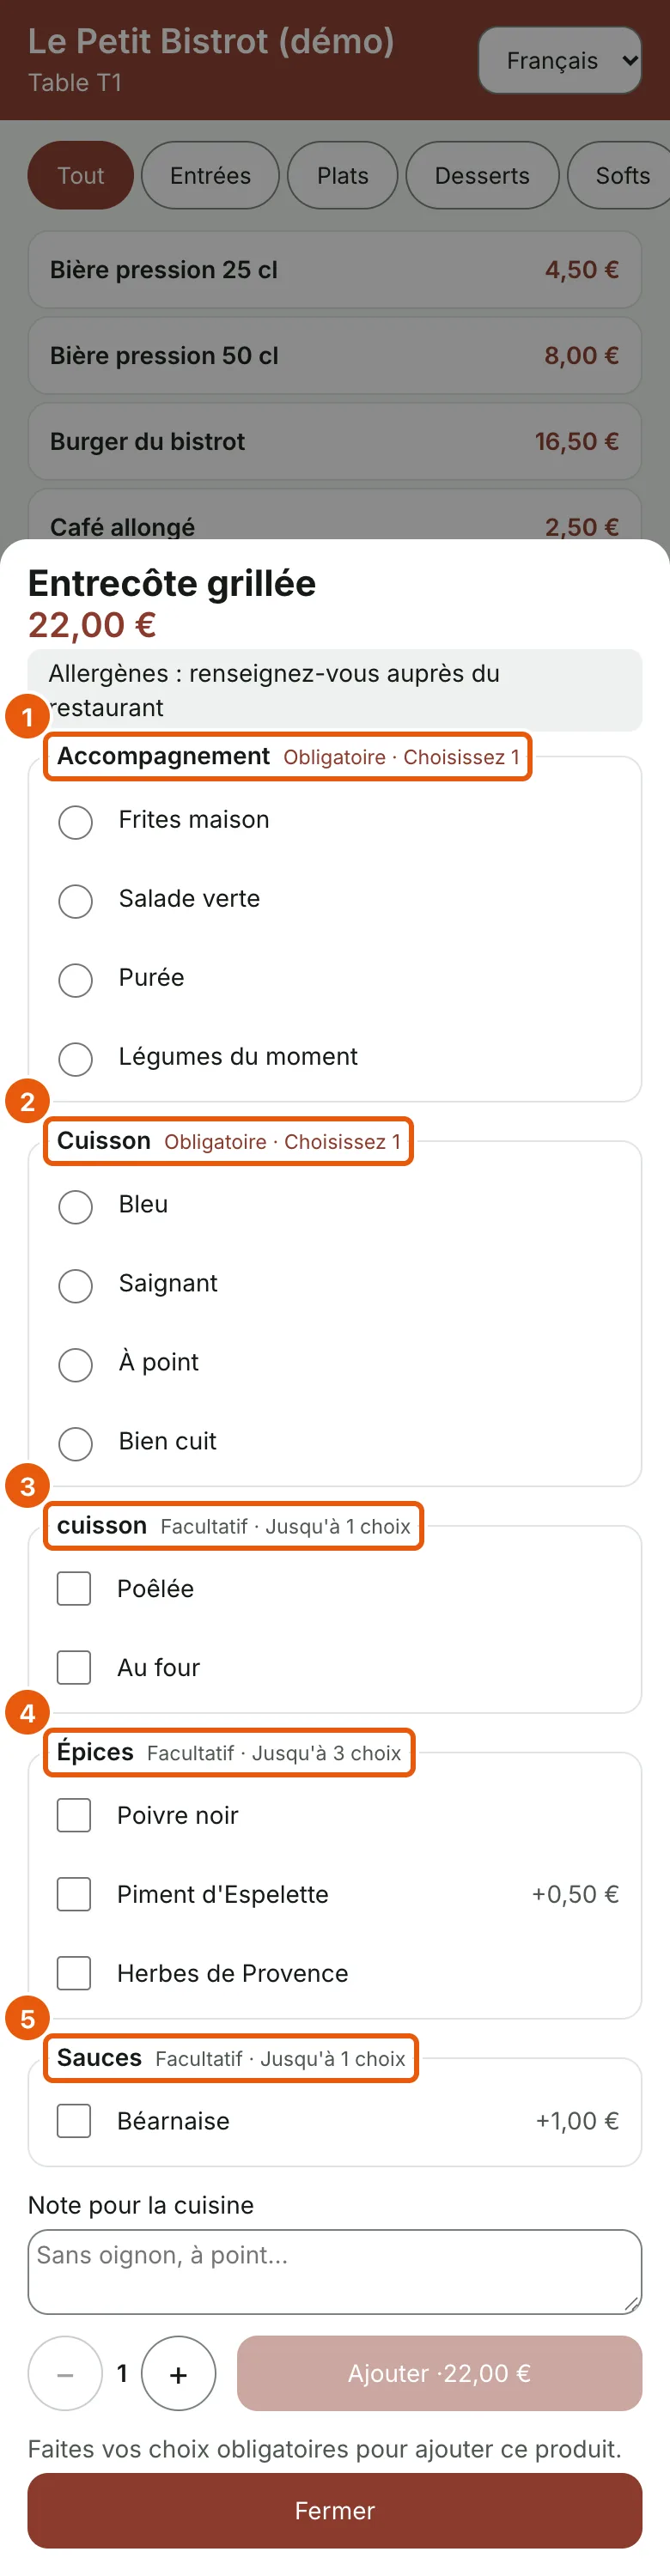 Le Petit Bistrot (démo)
Table T1
Français
Tout
Entrées
Plats
Desserts
Softs
Bière pression 25 cl
4,50 €
Bière pression 50 cl
8,00 €
Burger du bistrot
16,50 €
Café allongé
2,50 €
Entrecôte grillée
22,00 €
Allergènes : renseignez-vous auprès du
restaurant
1
Accompagnement Obligatoire · Choisissez 1
Frites maison
Salade verte
Purée
Légumes du moment
2
Cuisson Obligatoire · Choisissez 1
Bleu
Saignant
À point
Bien cuit
3
cuisson Facultatif · Jusqu'à 1 choix
Poêlée
Au four
4
Épices Facultatif · Jusqu'à 3 choix
Poivre noir
Piment d'Espelette +0,50 €
Herbes de Provence
5
Sauces Facultatif · Jusqu'à 1 choix
Béarnaise +1,00 €
Note pour la cuisine
Sans oignon, à point...
− 1 +
Ajouter ·22,00 €
Faites vos choix obligatoires pour ajouter ce produit.
Fermer